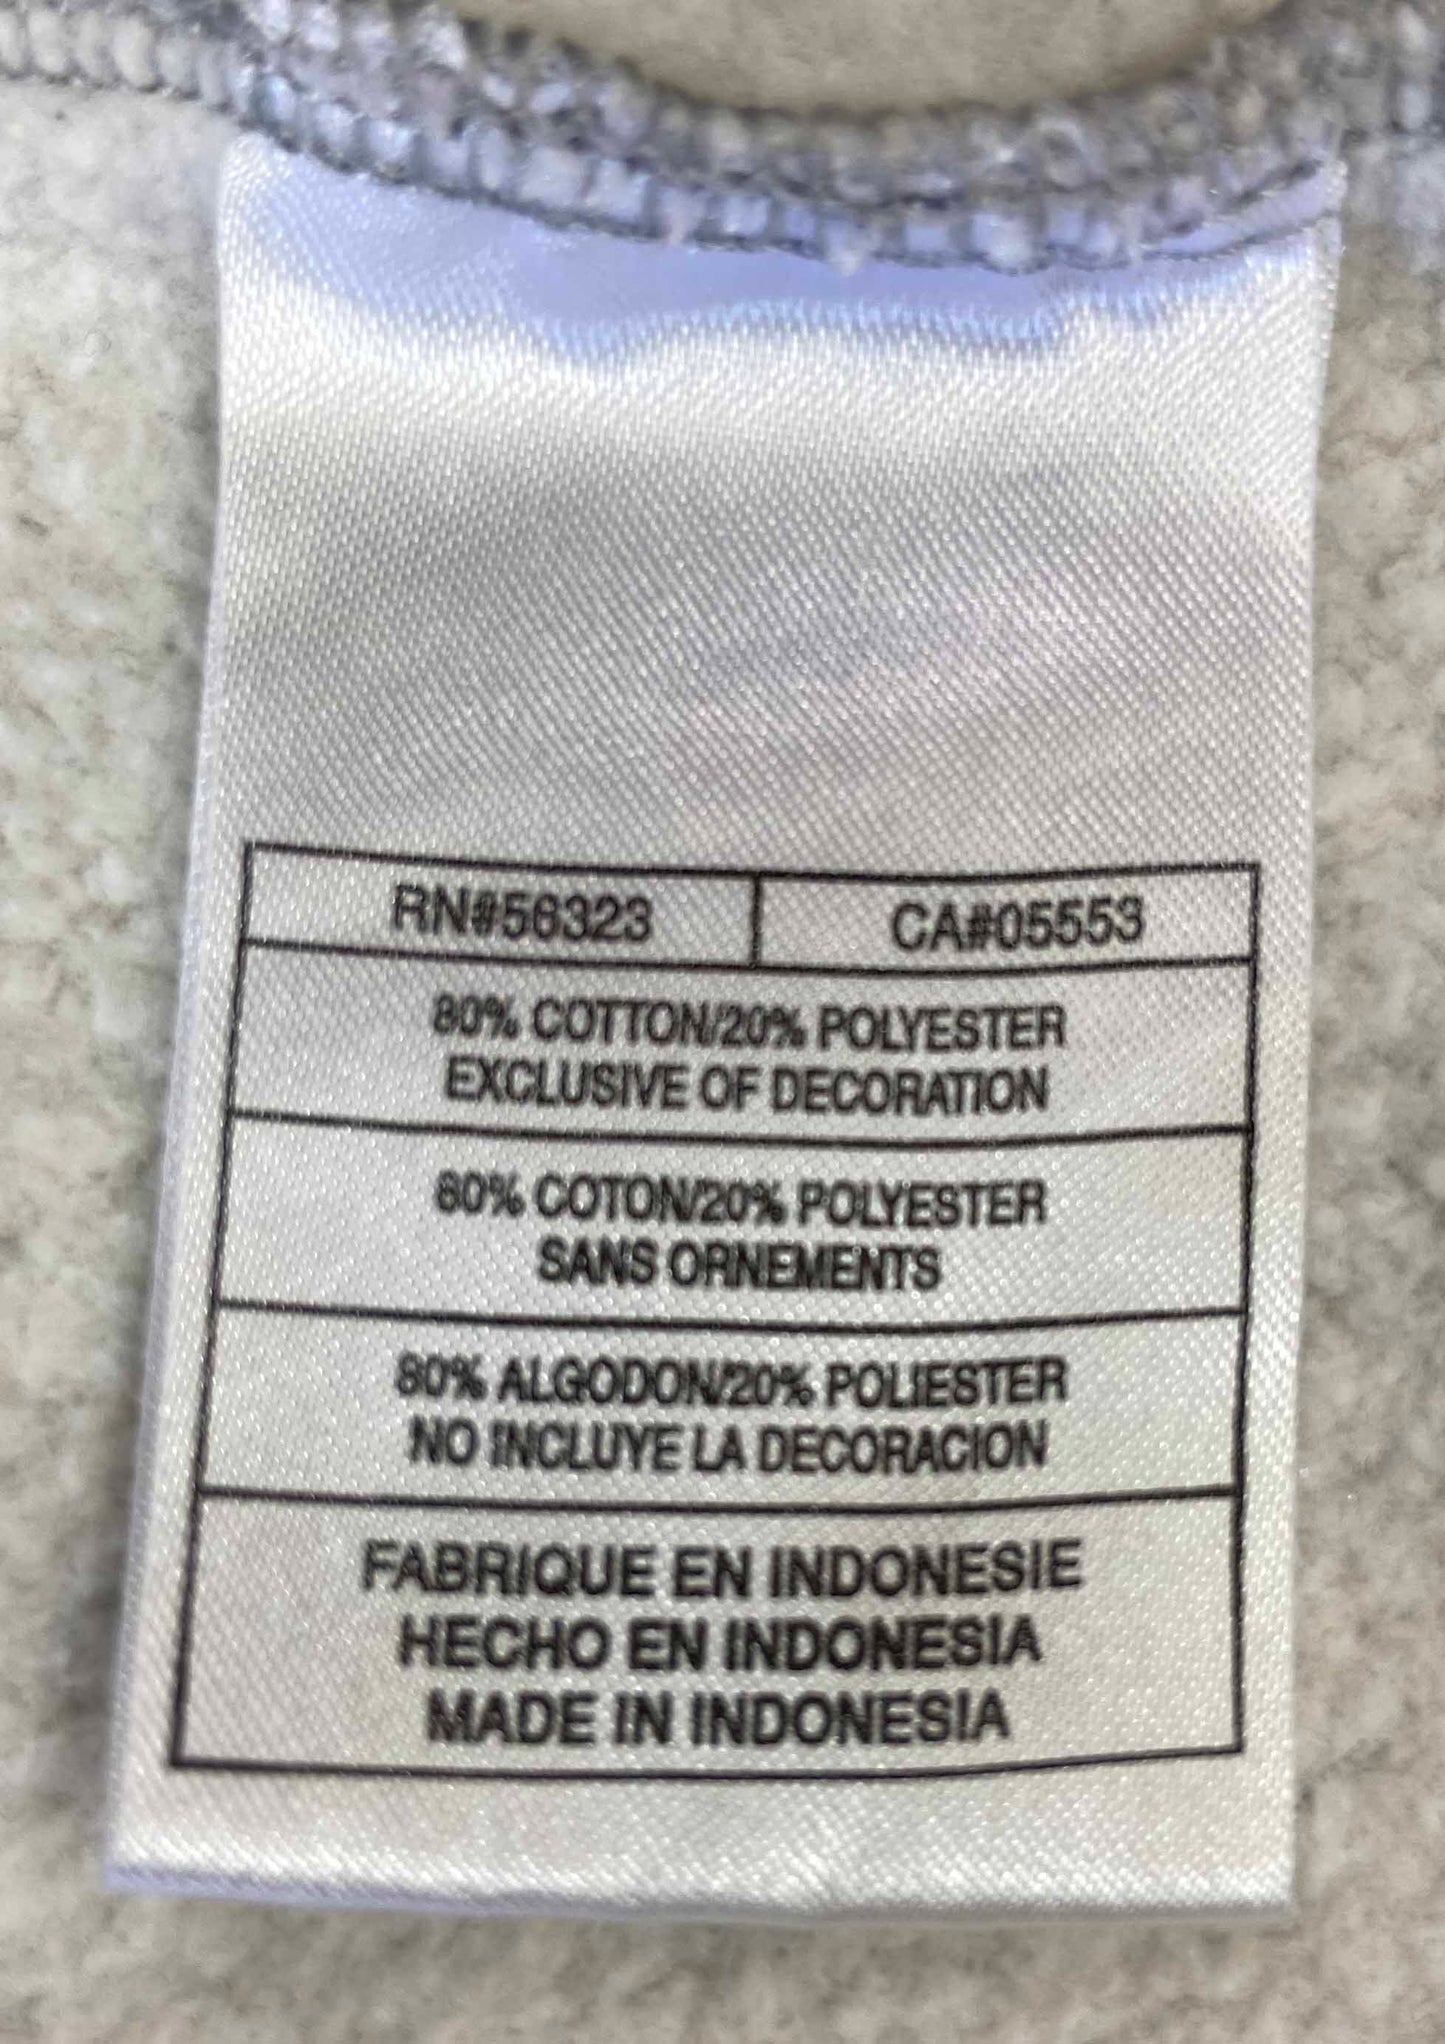 RN#56323 CA#05553
80% COTTON/20% POLYESTER
EXCLUSIVE OF DECORATION
80% COTON/20% POLYESTER
SANS ORNEMENTS
80% ALGODON/20% POLIESTER
NO INCLUYE LA DECORACION
FABRIQUE EN INDONESIE
HECHO EN INDONESIA
MADE IN INDONESIA